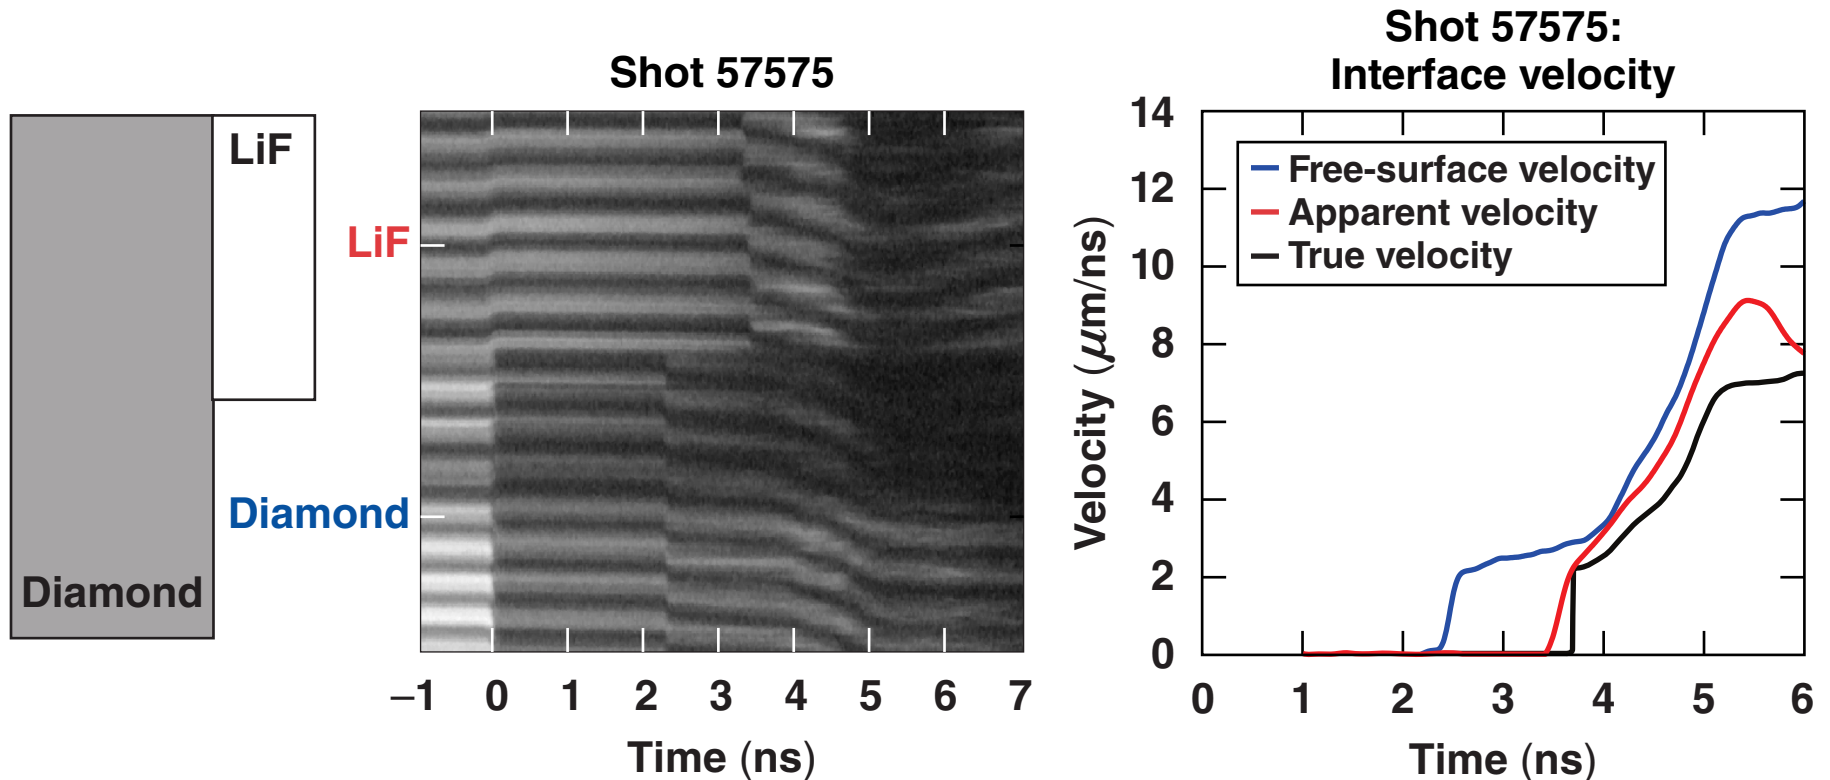 LiF
Diamond
Shot 57575
LiF
Diamond
–1 0 1 2 3 4 5 6 7
Time (ns)
Shot 57575:
Interface velocity
Velocity (μm/ns)
14
12
10
8
6
4
2
0
Free-surface velocity
Apparent velocity
True velocity
0 1 2 3 4 5 6
Time (ns)